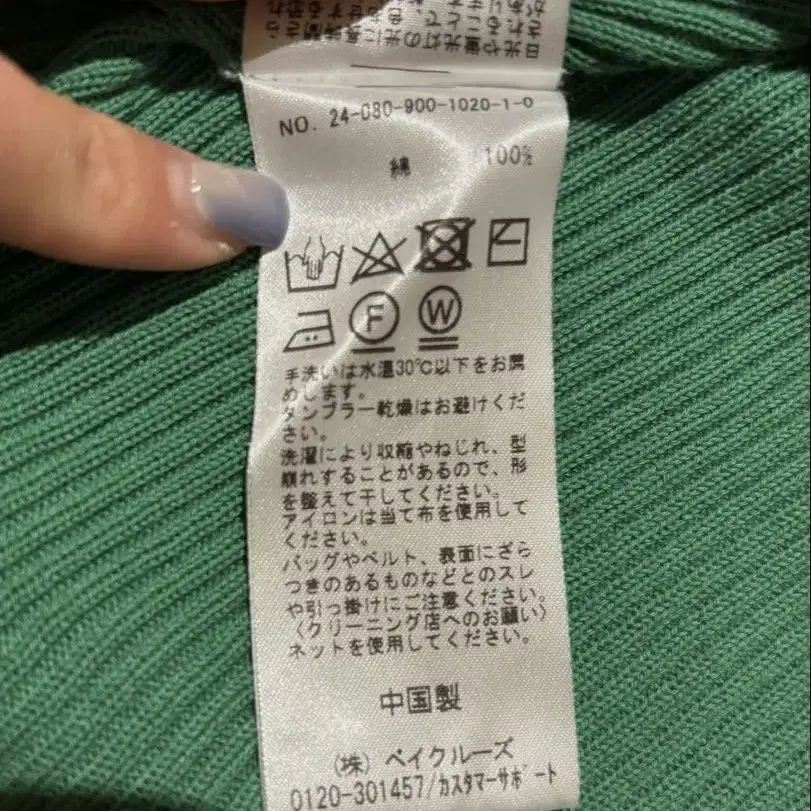 NO. 24-080-900-1020-1-0
綿 100%
F W
手洗いは水温30℃以下をお薦
めします。
タンブラー乾燥はお避けくだ
さい。
洗濯により収縮やねじれ、型
崩れすることがあるので、形
を整えて干してください。
アイロンは当て布を使用して
ください。
バッグやベルト、表面にざら
つきのあるものなどとのスレ
や引っ掛けにご注意ください。
〈クリーニング店へのお願い〉
ネットを使用してください。
中国製
(株) ベイクルーズ
0120-301457/カスタマーサポート